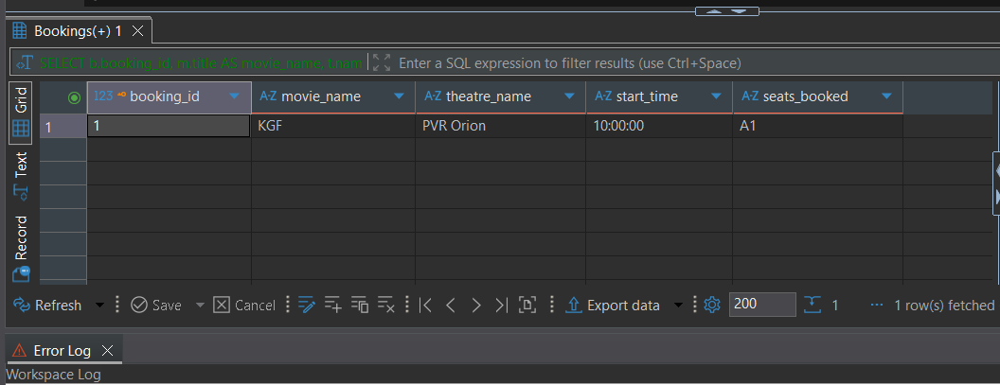 Bookings(+) 1
SELECT b.booking_id, m.title AS movie_name, t.nam Enter a SQL expression to filter results (use Ctrl+Space)
Grid
Text
Record
123 booking_id A-Z movie_name A-Z theatre_name A-Z start_time A-Z seats_booked
1 1 KGF PVR Orion 10:00:00 A1
Refresh Save Cancel Export data 200 1 ... 1 row(s) fetched
Error Log
Workspace Log